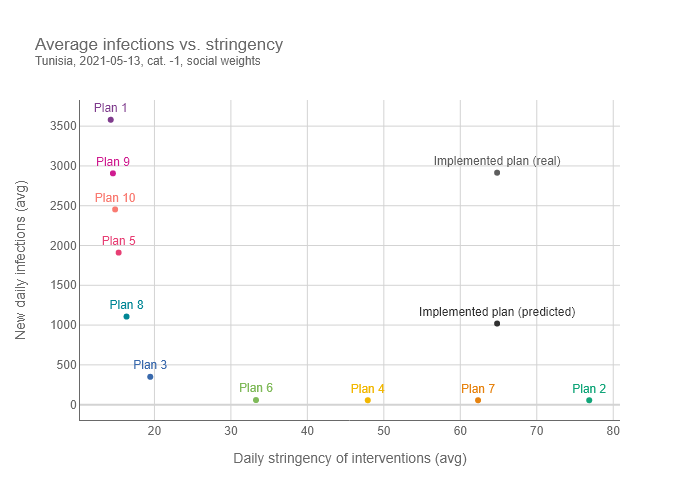 Average infections vs. stringency
Tunisia, 2021-05-13, cat. -1, social weights
Plan 1
Plan 9
Implemented plan (real)
Plan 10
Plan 5
Plan 8
Implemented plan (predicted)
Plan 3
Plan 6
Plan 4
Plan 7
Plan 2
3500
3000
2500
2000
1500
1000
500
0
New daily infections (avg)
20
30
40
50
60
70
80
Daily stringency of interventions (avg)